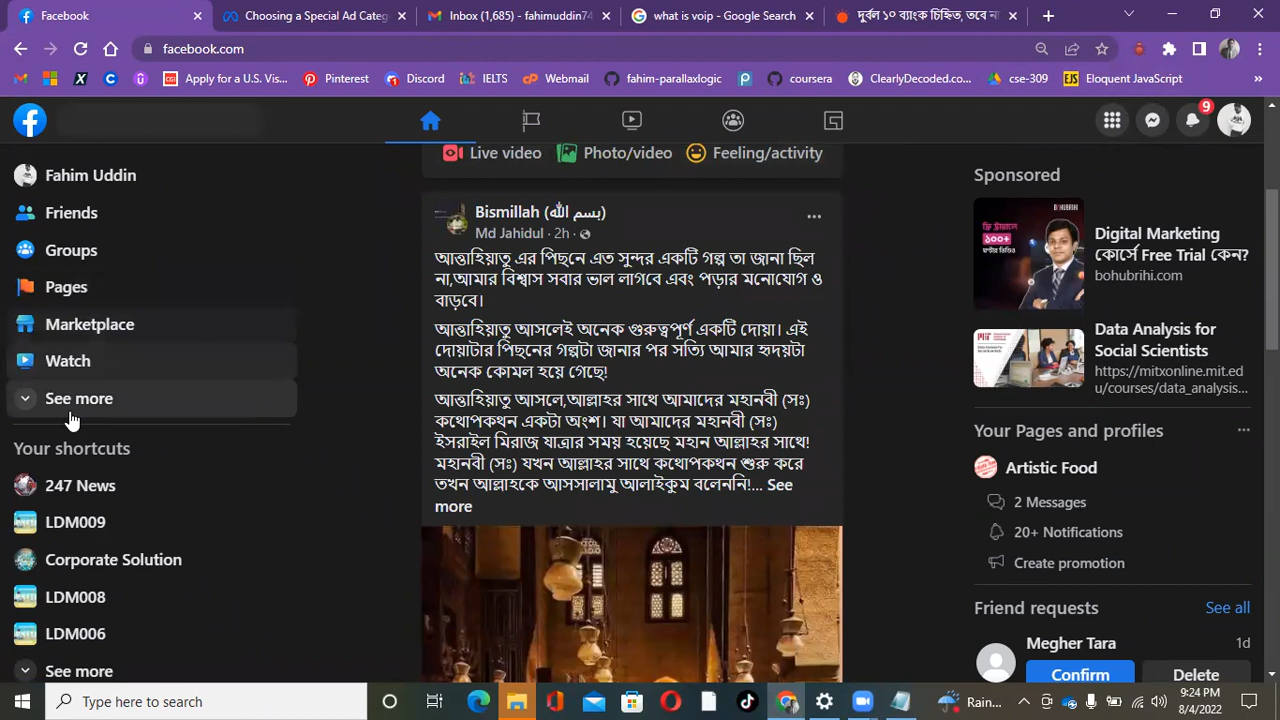 Facebook
Choosing a Special Ad Categ
Inbox (1,685) - fahimuddin74
what is voip - Google Search
দুর্বল ১০ ব্যাংক চিহ্নিত, তবে না
facebook.com
Apply for a U.S. Vis...
Pinterest
Discord
IELTS
Webmail
fahim-parallaxlogic
coursera
ClearlyDecoded.co...
cse-309
EJS
Eloquent JavaScript
9
Live video
Photo/video
Feeling/activity
Fahim Uddin
Friends
Groups
Pages
Marketplace
Watch
See more
Your shortcuts
247 News
LDM009
Corporate Solution
LDM008
LDM006
See more
Bismillah (بسم الله)
Md Jahidul · 2h ·
আত্তাহিয়াতু এর পিছনে এত সুন্দর একটি গল্প তা জানা ছিল
না,আমার বিশ্বাস সবার ভাল লাগবে এবং পড়ার মনোযোগ ও
বাড়বে।
আত্তাহিয়াতু আসলেই অনেক গুরুত্বপূর্ণ একটি দোয়া। এই
দোয়াটার পিছনের গল্পটা জানার পর সত্যি আমার হৃদয়টা
অনেক কোমল হয়ে গেছে!
আত্তাহিয়াতু আসলে,আল্লাহর সাথে আমাদের মহানবী (সঃ)
কথোপকথন একটা অংশ। যা আমাদের মহানবী (সঃ)
ইসরাইল মিরাজ যাত্রার সময় হয়েছে মহান আল্লাহর সাথে!
মহানবী (সঃ) যখন আল্লাহর সাথে কথোপকথন শুরু করে
তখন আল্লাহকে আসসালামু আলাইকুম বলেননি!... See
more
Sponsored
BOHUBRIHI
ফ্রি ট্রায়ালে
১০০+
Digital Marketing
কোর্সে Free Trial কেন?
bohubrihi.com
Data Analysis for
Social Scientists
https://mitxonline.mit.ed
u/courses/data_analysis...
Your Pages and profiles
Artistic Food
2 Messages
20+ Notifications
Create promotion
Friend requests
See all
Megher Tara
1d
Confirm
Delete
Type here to search
Rain...
9:24 PM
8/4/2022